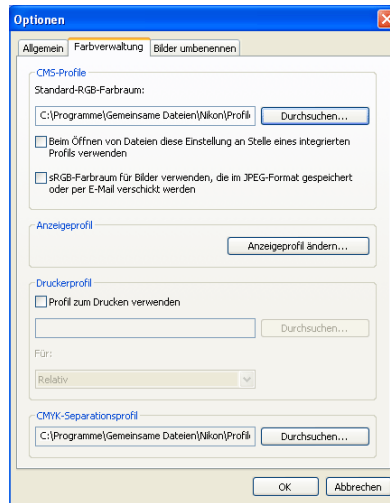 Optionen
Allgemein Farbverwaltung Bilder umbenennen
CMS-Profile
Standard-RGB-Farbraum:
C:\Programme\Gemeinsame Dateien\Nikon\Profil Durchsuchen...
Beim Öffnen von Dateien diese Einstellung an Stelle eines integrierten
Profils verwenden
sRGB-Farbraum für Bilder verwenden, die im JPEG-Format gespeichert
oder per E-Mail verschickt werden
Anzeigeprofil
Anzeigeprofil ändern...
Druckerprofil
Profil zum Drucken verwenden
Durchsuchen...
Für:
Relativ
CMYK-Separationsprofil
C:\Programme\Gemeinsame Dateien\Nikon\Profil Durchsuchen...
OK Abbrechen